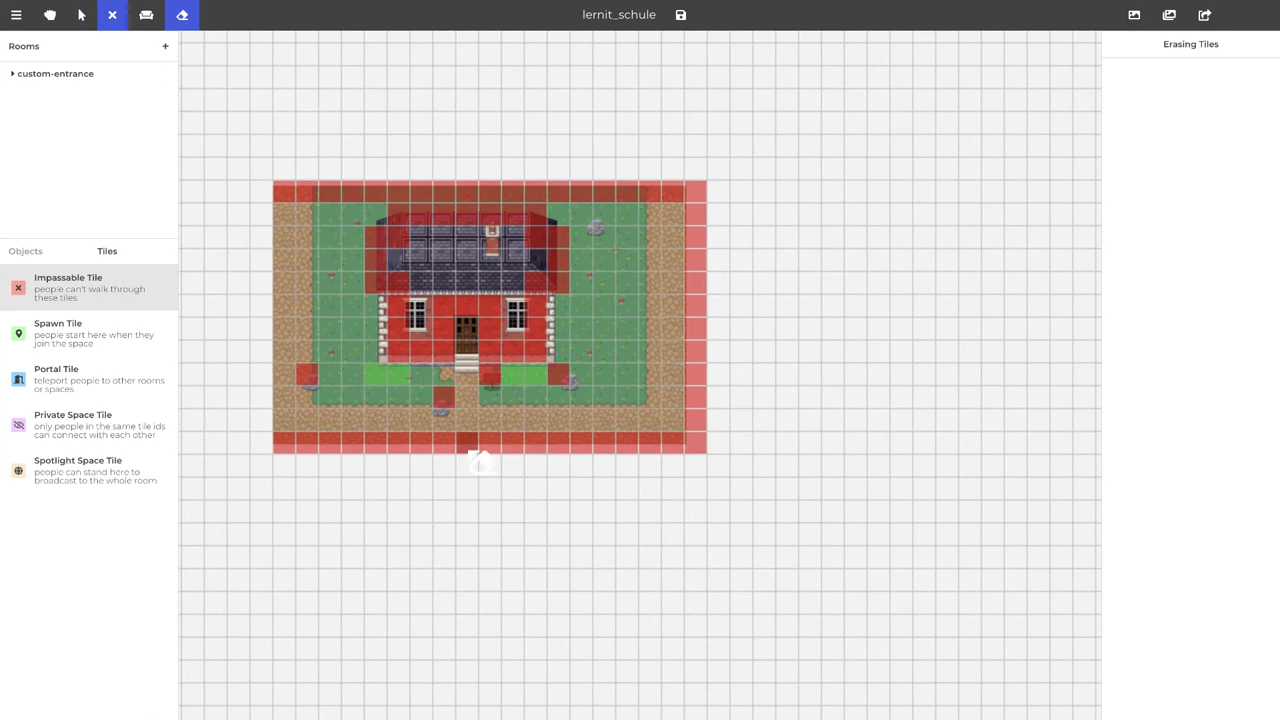 lernit_schule
Rooms
+
custom-entrance
Erasing Tiles
Objects
Tiles
Impassable Tile
people can't walk through
these tiles
Spawn Tile
people start here when they
join the space
Portal Tile
teleport people to other rooms
or spaces
Private Space Tile
only people in the same tile ids
can connect with each other
Spotlight Space Tile
people can stand here to
broadcast to the whole room